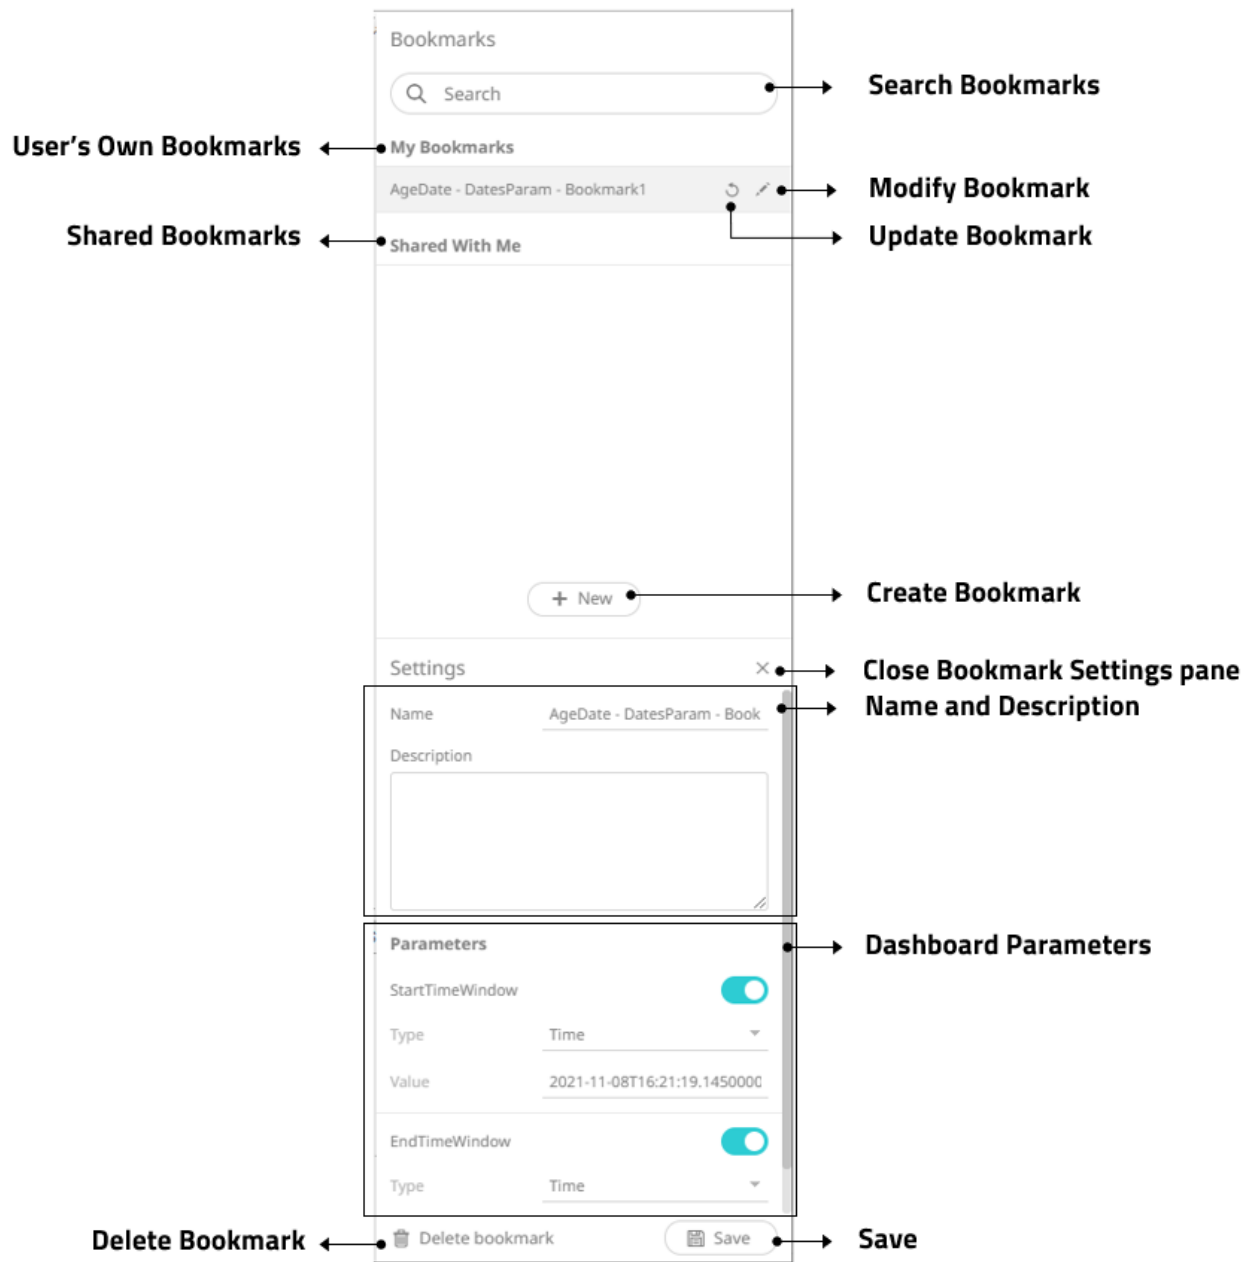 Bookmarks
Search
Search Bookmarks
User's Own Bookmarks
My Bookmarks
AgeDate - DatesParam - Bookmark1
Modify Bookmark
Shared Bookmarks
Shared With Me
Update Bookmark
+ New
Create Bookmark
Settings
Close Bookmark Settings pane
Name
AgeDate - DatesParam - Book
Name and Description
Description
Parameters
Dashboard Parameters
StartTimeWindow
Type
Time
Value
2021-11-08T16:21:19.1450000
EndTimeWindow
Type
Time
Delete Bookmark
Delete bookmark
Save
Save